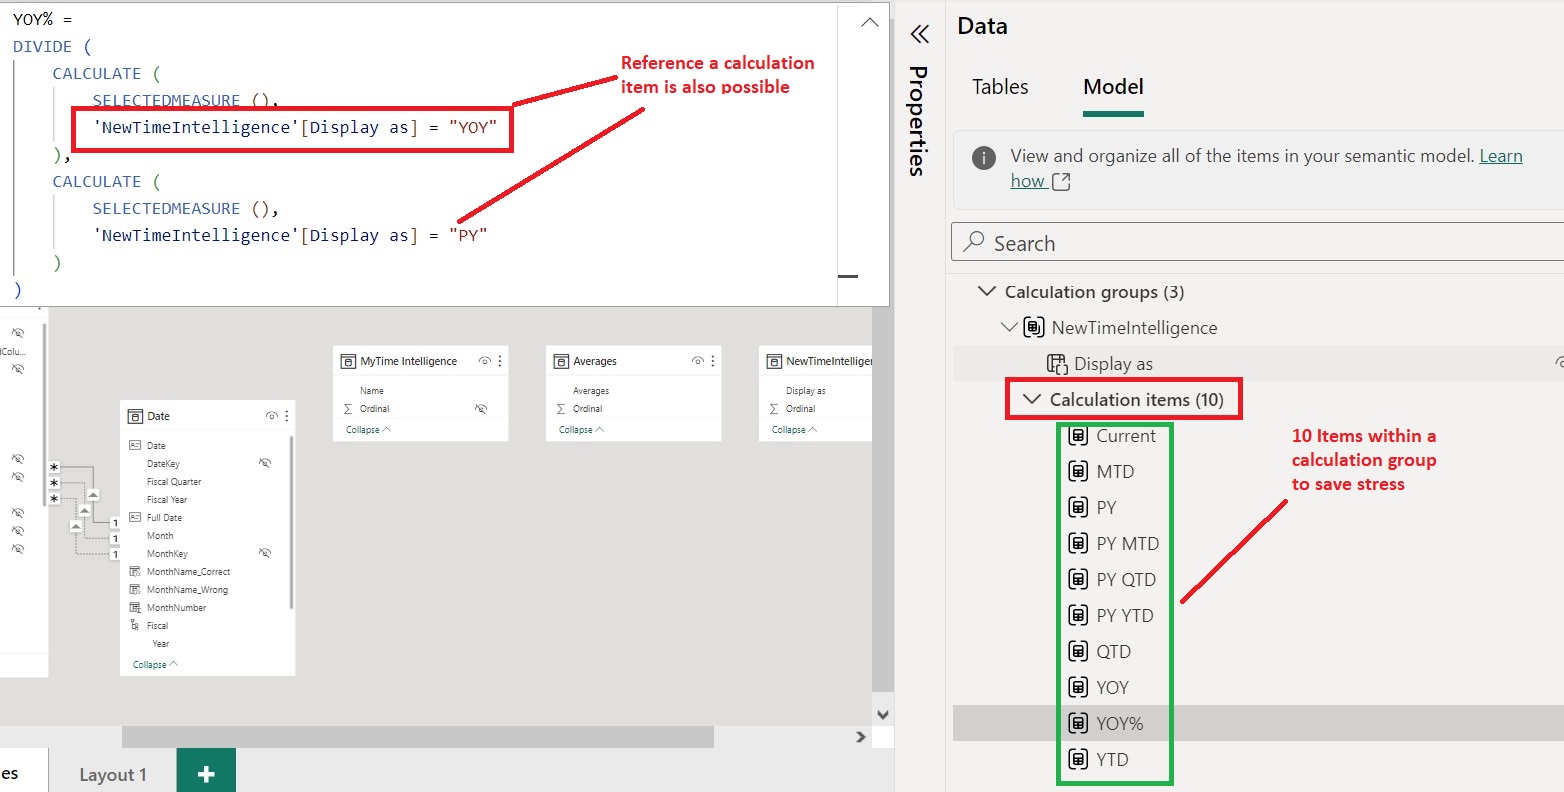 YOY% =
DIVIDE (
CALCULATE (
SELECTEDMEASURE (),
'NewTimeIntelligence'[Display as] = "YOY"
),
CALCULATE (
SELECTEDMEASURE (),
'NewTimeIntelligence'[Display as] = "PY"
)
)
Reference a calculation
item is also possible
MyTime Intelligence
Name
Ordinal
Collapse
Averages
Averages
Ordinal
Collapse
NewTimeIntelliger
Display as
Ordinal
Collapse
dColu...
Date
Date
DateKey
Fiscal Quarter
Fiscal Year
Full Date
Month
MonthKey
MonthName_Correct
MonthName_Wrong
MonthNumber
Fiscal
Year
Collapse
*
*
*
1
1
1
es
Layout 1
+
Properties
Data
Tables
Model
View and organize all of the items in your semantic model. Learn
how
Search
Calculation groups (3)
NewTimeIntelligence
Display as
Calculation items (10)
Current
MTD
PY
PY MTD
PY QTD
PY YTD
QTD
YOY
YOY%
YTD
10 Items within a
calculation group
to save stress